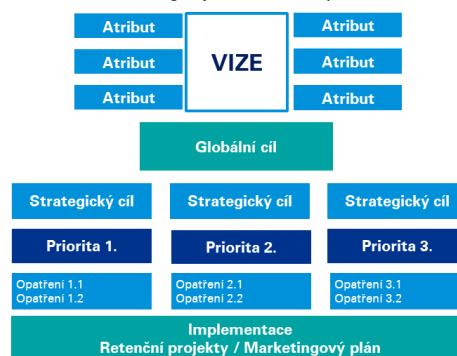 Atribut
Atribut
VIZE
Atribut
Atribut
Atribut
Atribut
Globální cíl
Strategický cíl
Strategický cíl
Strategický cíl
Priorita 1.
Priorita 2.
Priorita 3.
Opatření 1.1
Opatření 1.2
Opatření 2.1
Opatření 2.2
Opatření 3.1
Opatření 3.2
Implementace
Retenční projekty / Marketingový plán